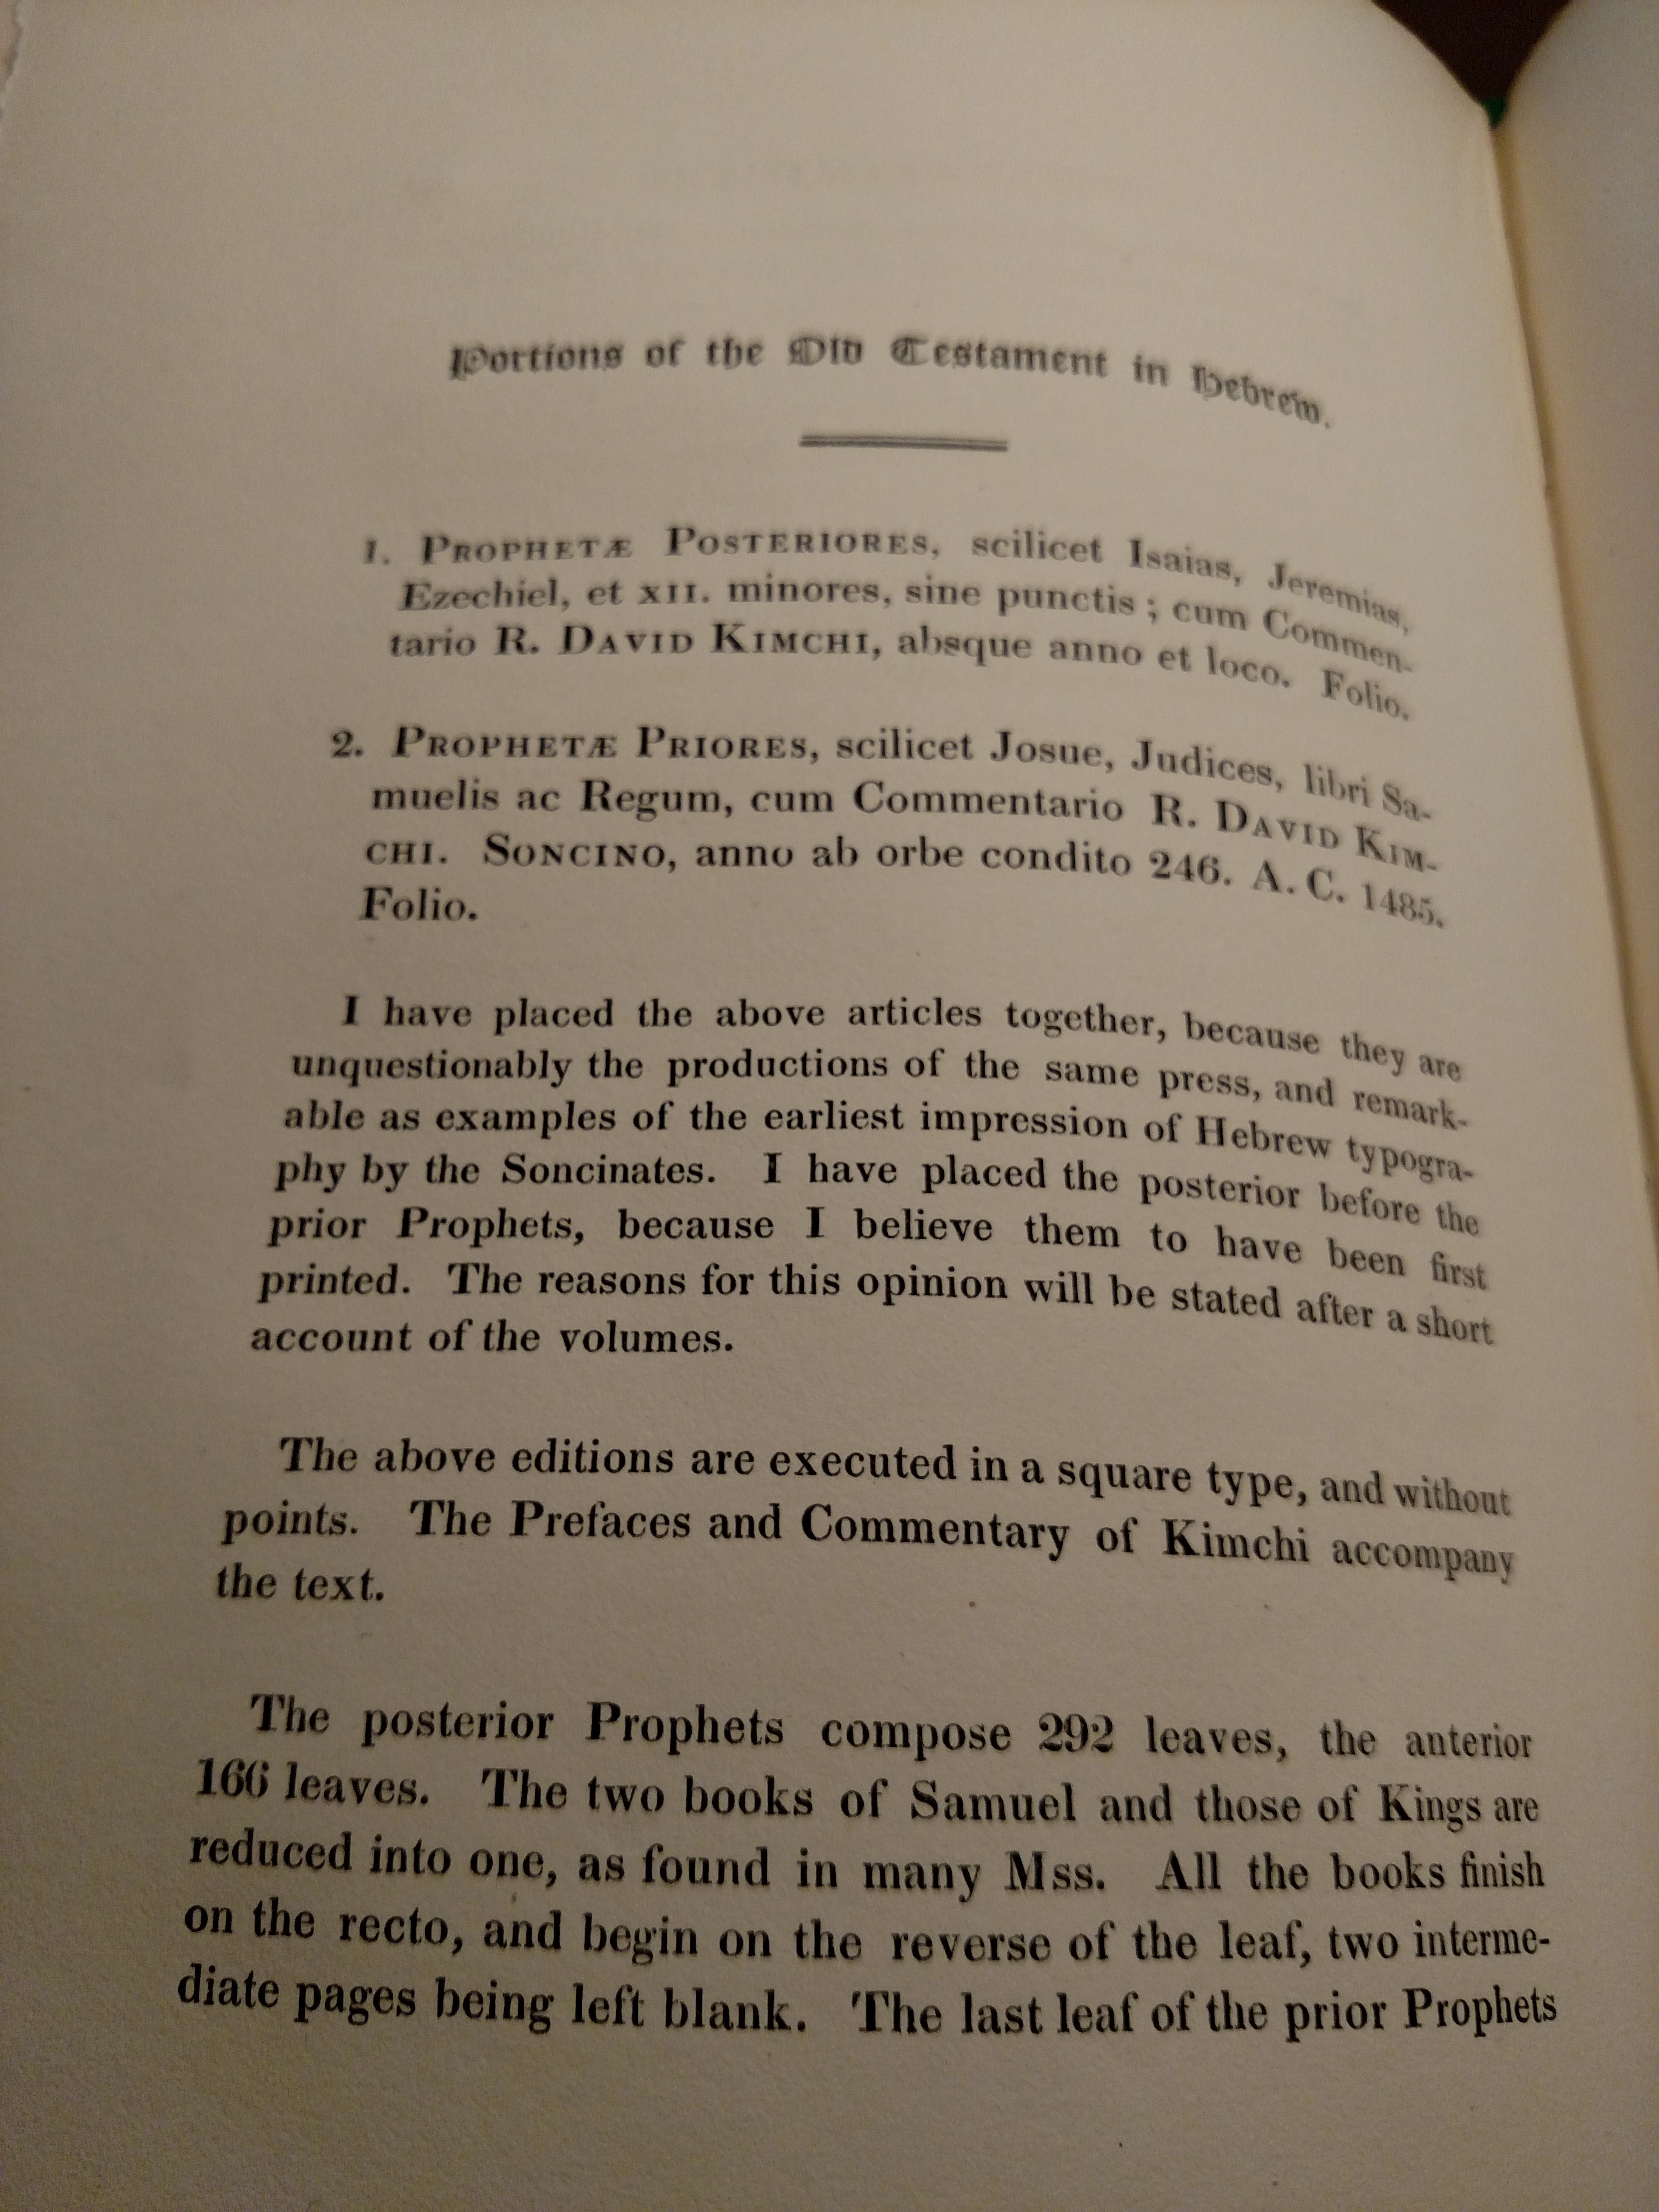 Portions of the Old Testament in Hebrew.
1. PROPHETÆ POSTERIORES, scilicet Isaias, Jeremias,
Ezechiel, et XII. minores, sine punctis ; cum Commen-
tario R. DAVID KIMCHI, absque anno et loco. Folio.
2. PROPHETÆ PRIORES, scilicet Josue, Judices, libri Sa-
muelis ac Regum, cum Commentario R. DAVID KIM-
CHI. SONCINO, anno ab orbe condito 246. A. C. 1485.
Folio.
I have placed the above articles together, because they are
unquestionably the productions of the same press, and remark-
able as examples of the earliest impression of Hebrew typogra-
phy by the Soncinates. I have placed the posterior before the
prior Prophets, because I believe them to have been first
printed. The reasons for this opinion will be stated after a short
account of the volumes.
The above editions are executed in a square type, and without
points. The Prefaces and Commentary of Kimchi accompany
the text.
The posterior Prophets compose 292 leaves, the anterior
166 leaves. The two books of Samuel and those of Kings are
reduced into one, as found in many Mss. All the books finish
on the recto, and begin on the reverse of the leaf, two interme-
diate pages being left blank. The last leaf of the prior Prophets